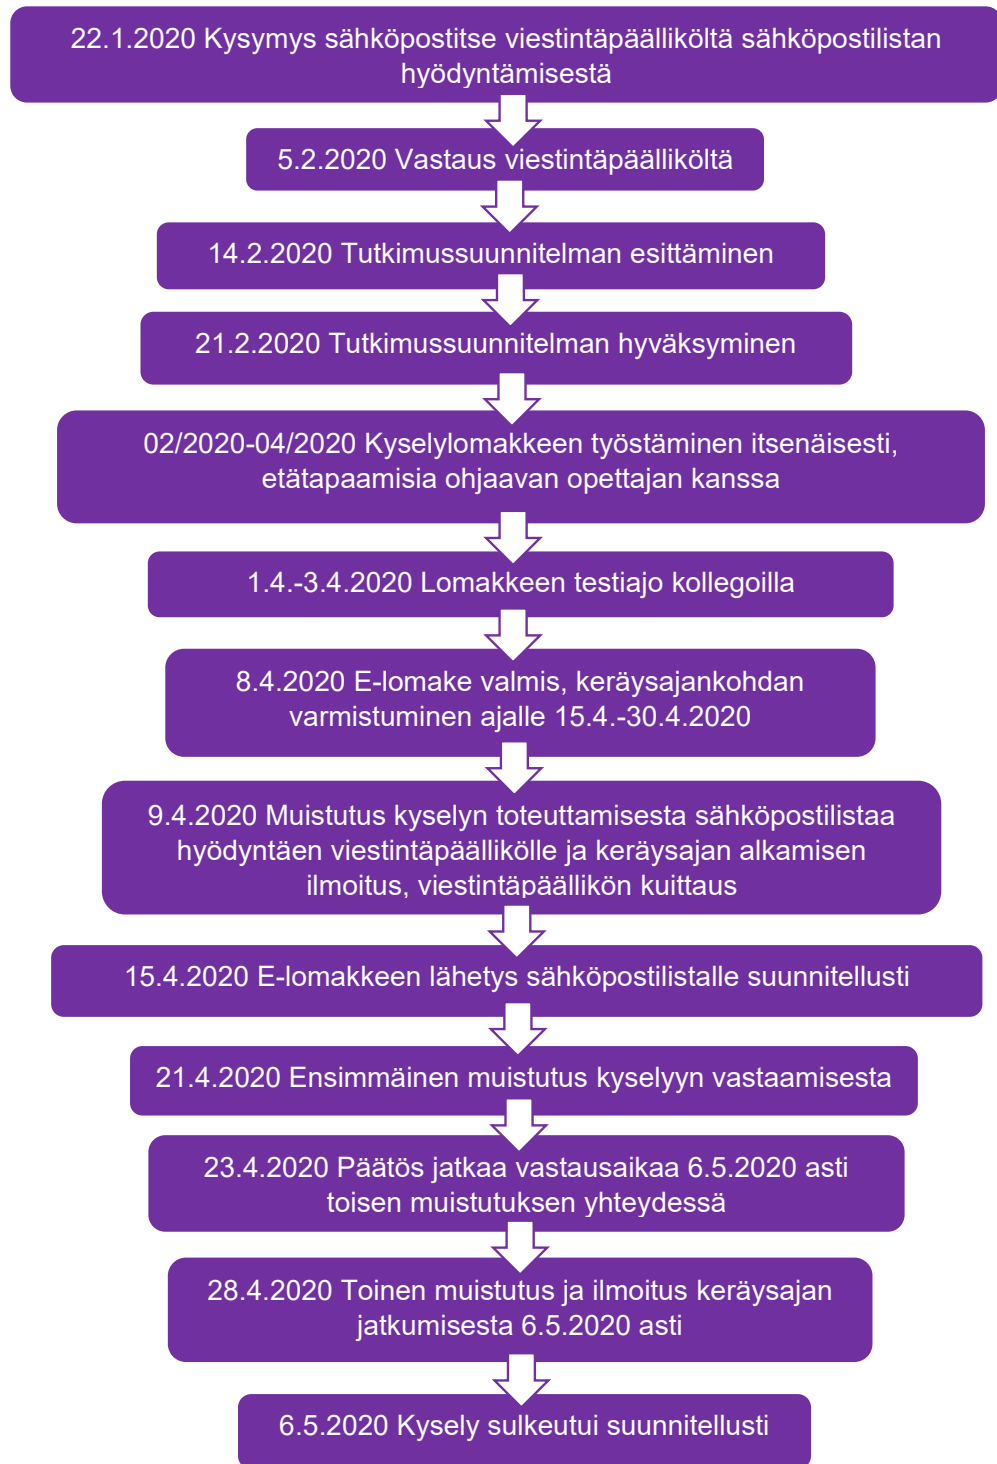 22.1.2020 Kysymys sähköpostitse viestintäpäälliköltä sähköpostilistan
hyödyntämisestä
5.2.2020 Vastaus viestintäpäälliköltä
14.2.2020 Tutkimussuunnitelman esittäminen
21.2.2020 Tutkimussuunnitelman hyväksyminen
02/2020-04/2020 Kyselylomakkeen työstäminen itsenäisesti,
etätapaamisia ohjaavan opettajan kanssa
1.4.-3.4.2020 Lomakkeen testiajo kollegoilla
8.4.2020 E-lomake valmis, keräysajankohdan
varmistuminen ajalle 15.4.-30.4.2020
9.4.2020 Muistutus kyselyn toteuttamisesta sähköpostilistaa
hyödyntäen viestintäpäällikölle ja keräysajan alkamisen
ilmoitus, viestintäpäällikön kuittaus
15.4.2020 E-lomakkeen lähetys sähköpostilistalle suunnitellusti
21.4.2020 Ensimmäinen muistutus kyselyyn vastaamisesta
23.4.2020 Päätös jatkaa vastausaikaa 6.5.2020 asti
toisen muistutuksen yhteydessä
28.4.2020 Toinen muistutus ja ilmoitus keräysajan
jatkumisesta 6.5.2020 asti
6.5.2020 Kysely sulkeutui suunnitellusti